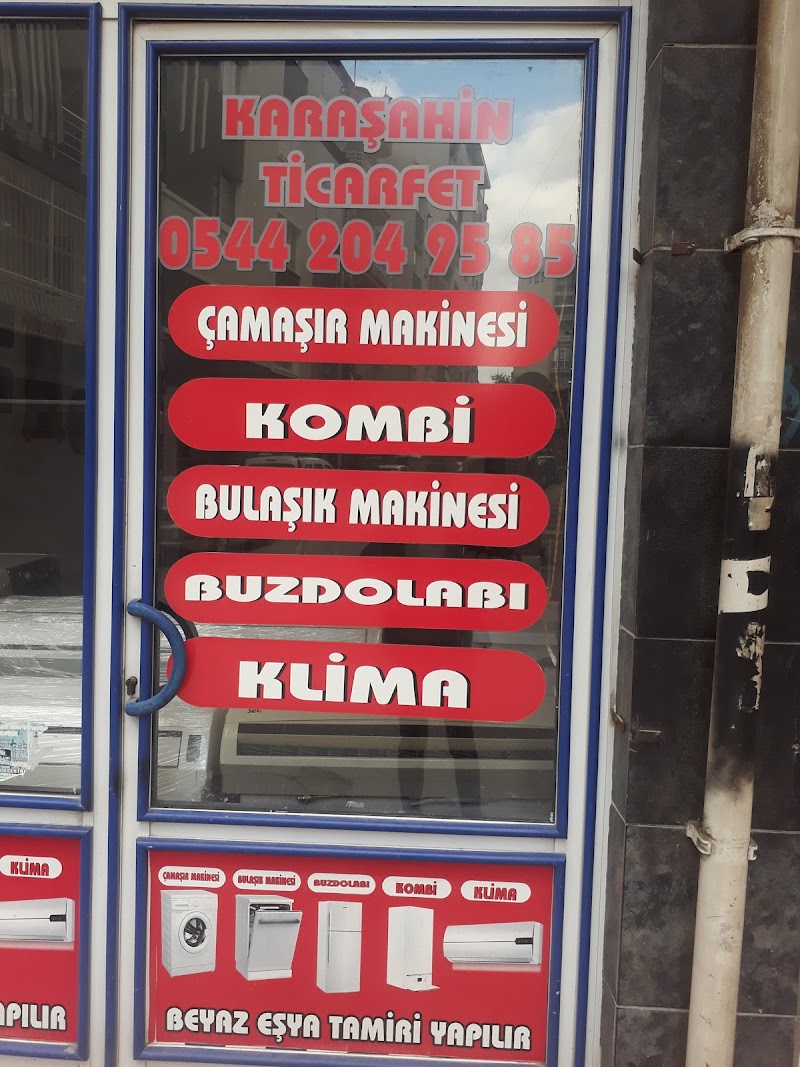 KARAŞAHİN
TİCARFET
0544 204 95 85
ÇAMAŞIR MAKİNESİ
KOMBİ
BULAŞIK MAKİNESİ
BUZDOLABI
KLİMA
ÇAMAŞIR MAKİNESİ
BULAŞIK MAKİNESİ
BUZDOLABI
KOMBİ
KLİMA
BEYAZ EŞYA TAMİRİ YAPILIR
KLİMA
APILIR